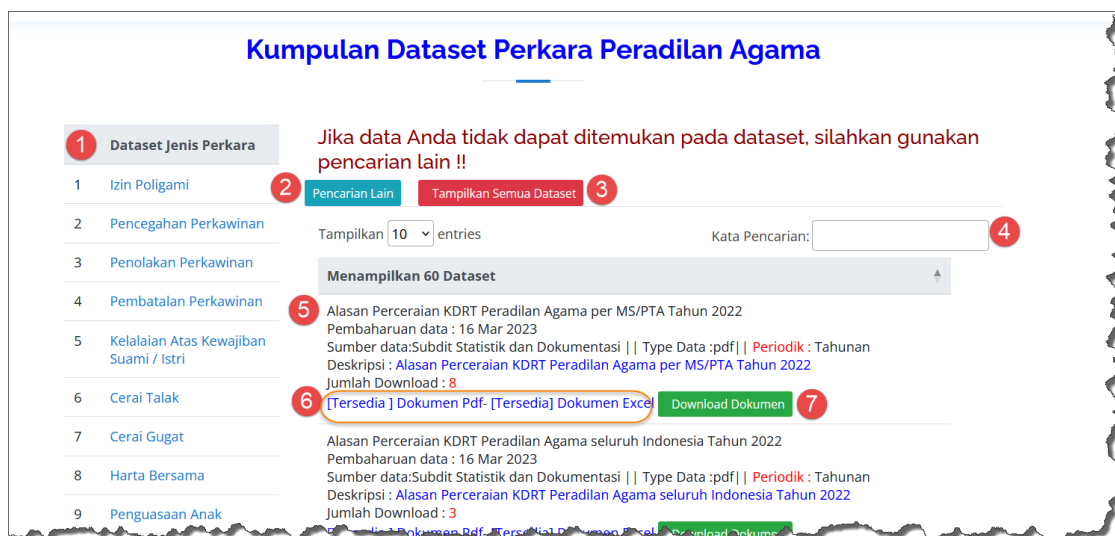 Kumpulan Dataset Perkara Peradilan Agama
1 Dataset Jenis Perkara
1 Izin Poligami
2 Pencegahan Perkawinan
3 Penolakan Perkawinan
4 Pembatalan Perkawinan
5 Kelalaian Atas Kewajiban
Suami / Istri
6 Cerai Talak
7 Cerai Gugat
8 Harta Bersama
9 Penguasaan Anak
Jika data Anda tidak dapat ditemukan pada dataset, silahkan gunakan
pencarian lain !!
2 Pencarian Lain Tampilkan Semua Dataset 3
Tampilkan 10 entries Kata Pencarian: 4
Menampilkan 60 Dataset
5 Alasan Perceraian KDRT Peradilan Agama per MS/PTA Tahun 2022
Pembaharuan data : 16 Mar 2023
Sumber data:Subdit Statistik dan Dokumentasi || Type Data :pdf|| Periodik : Tahunan
Deskripsi : Alasan Perceraian KDRT Peradilan Agama per MS/PTA Tahun 2022
Jumlah Download : 8
6 [Tersedia ] Dokumen Pdf- [Tersedia] Dokumen Excel Download Dokumen 7
Alasan Perceraian KDRT Peradilan Agama seluruh Indonesia Tahun 2022
Pembaharuan data : 16 Mar 2023
Sumber data:Subdit Statistik dan Dokumentasi || Type Data :pdf|| Periodik : Tahunan
Deskripsi : Alasan Perceraian KDRT Peradilan Agama seluruh Indonesia Tahun 2022
Jumlah Download : 3